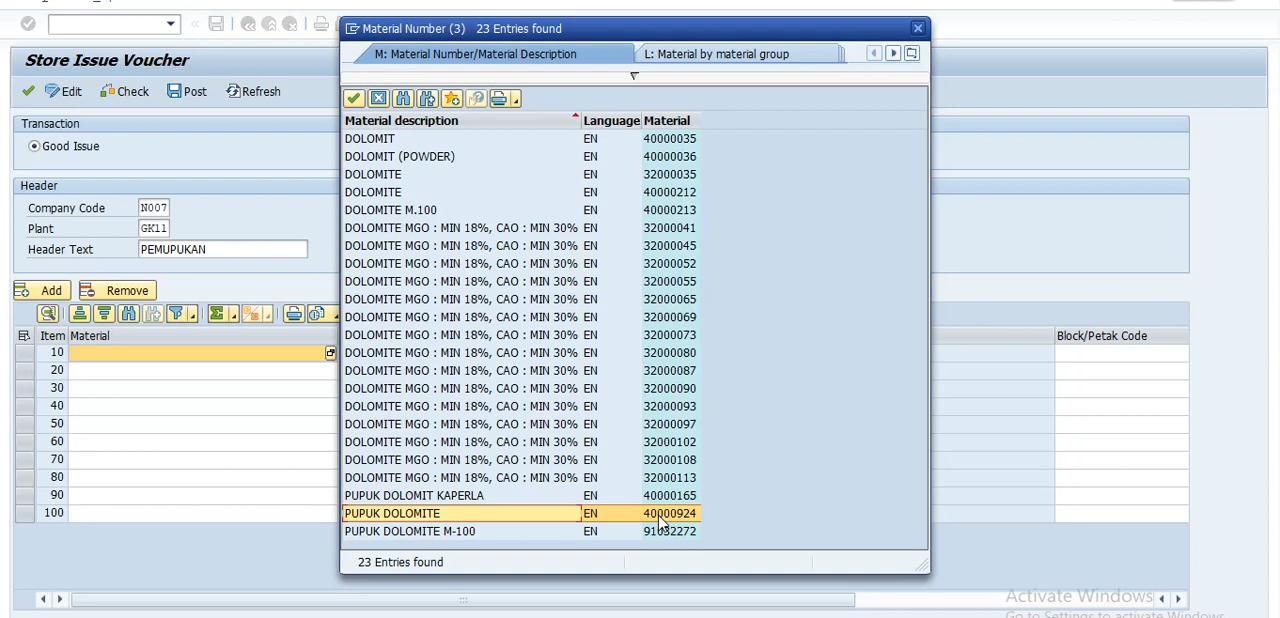 Store Issue Voucher
Edit Check Post Refresh
Transaction
Good Issue
Header
Company Code N007
Plant GK11
Header Text PEMUPUKAN
Add Remove
Item Material Block/Petak Code
10
20
30
40
50
60
70
80
90
100
Material Number (3) 23 Entries found
M: Material Number/Material Description L: Material by material group
Material description Language Material
DOLOMIT EN 40000035
DOLOMIT (POWDER) EN 40000036
DOLOMITE EN 32000035
DOLOMITE EN 40000212
DOLOMITE M.100 EN 40000213
DOLOMITE MGO : MIN 18%, CAO : MIN 30% EN 32000041
DOLOMITE MGO : MIN 18%, CAO : MIN 30% EN 32000045
DOLOMITE MGO : MIN 18%, CAO : MIN 30% EN 32000052
DOLOMITE MGO : MIN 18%, CAO : MIN 30% EN 32000055
DOLOMITE MGO : MIN 18%, CAO : MIN 30% EN 32000065
DOLOMITE MGO : MIN 18%, CAO : MIN 30% EN 32000069
DOLOMITE MGO : MIN 18%, CAO : MIN 30% EN 32000073
DOLOMITE MGO : MIN 18%, CAO : MIN 30% EN 32000080
DOLOMITE MGO : MIN 18%, CAO : MIN 30% EN 32000087
DOLOMITE MGO : MIN 18%, CAO : MIN 30% EN 32000090
DOLOMITE MGO : MIN 18%, CAO : MIN 30% EN 32000093
DOLOMITE MGO : MIN 18%, CAO : MIN 30% EN 32000097
DOLOMITE MGO : MIN 18%, CAO : MIN 30% EN 32000102
DOLOMITE MGO : MIN 18%, CAO : MIN 30% EN 32000108
DOLOMITE MGO : MIN 18%, CAO : MIN 30% EN 32000113
PUPUK DOLOMIT KAPERLA EN 40000165
PUPUK DOLOMITE EN 40000924
PUPUK DOLOMITE M-100 EN 91032272
23 Entries found
Activate Windows
Go to Settings to activate Windows.